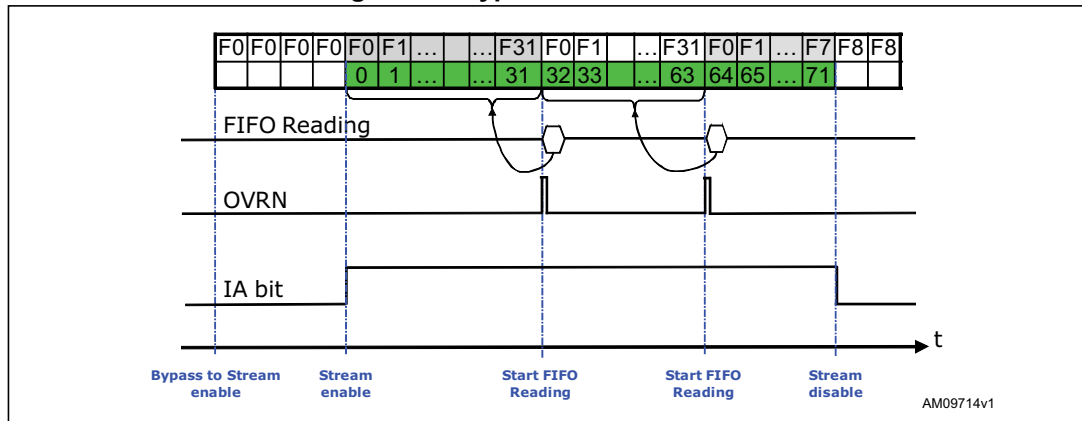 F0 F0 F0 F0 F0 F1 ... ... F31 F0 F1 ... F31 F0 F1 ... F7 F8 F8
0 1 ... ... 31 32 33 ... 63 64 65 ... 71
FIFO Reading
OVRN
IA bit
t
Bypass to Stream enable
Stream enable
Start FIFO Reading
Start FIFO Reading
Stream disable
AM09714v1